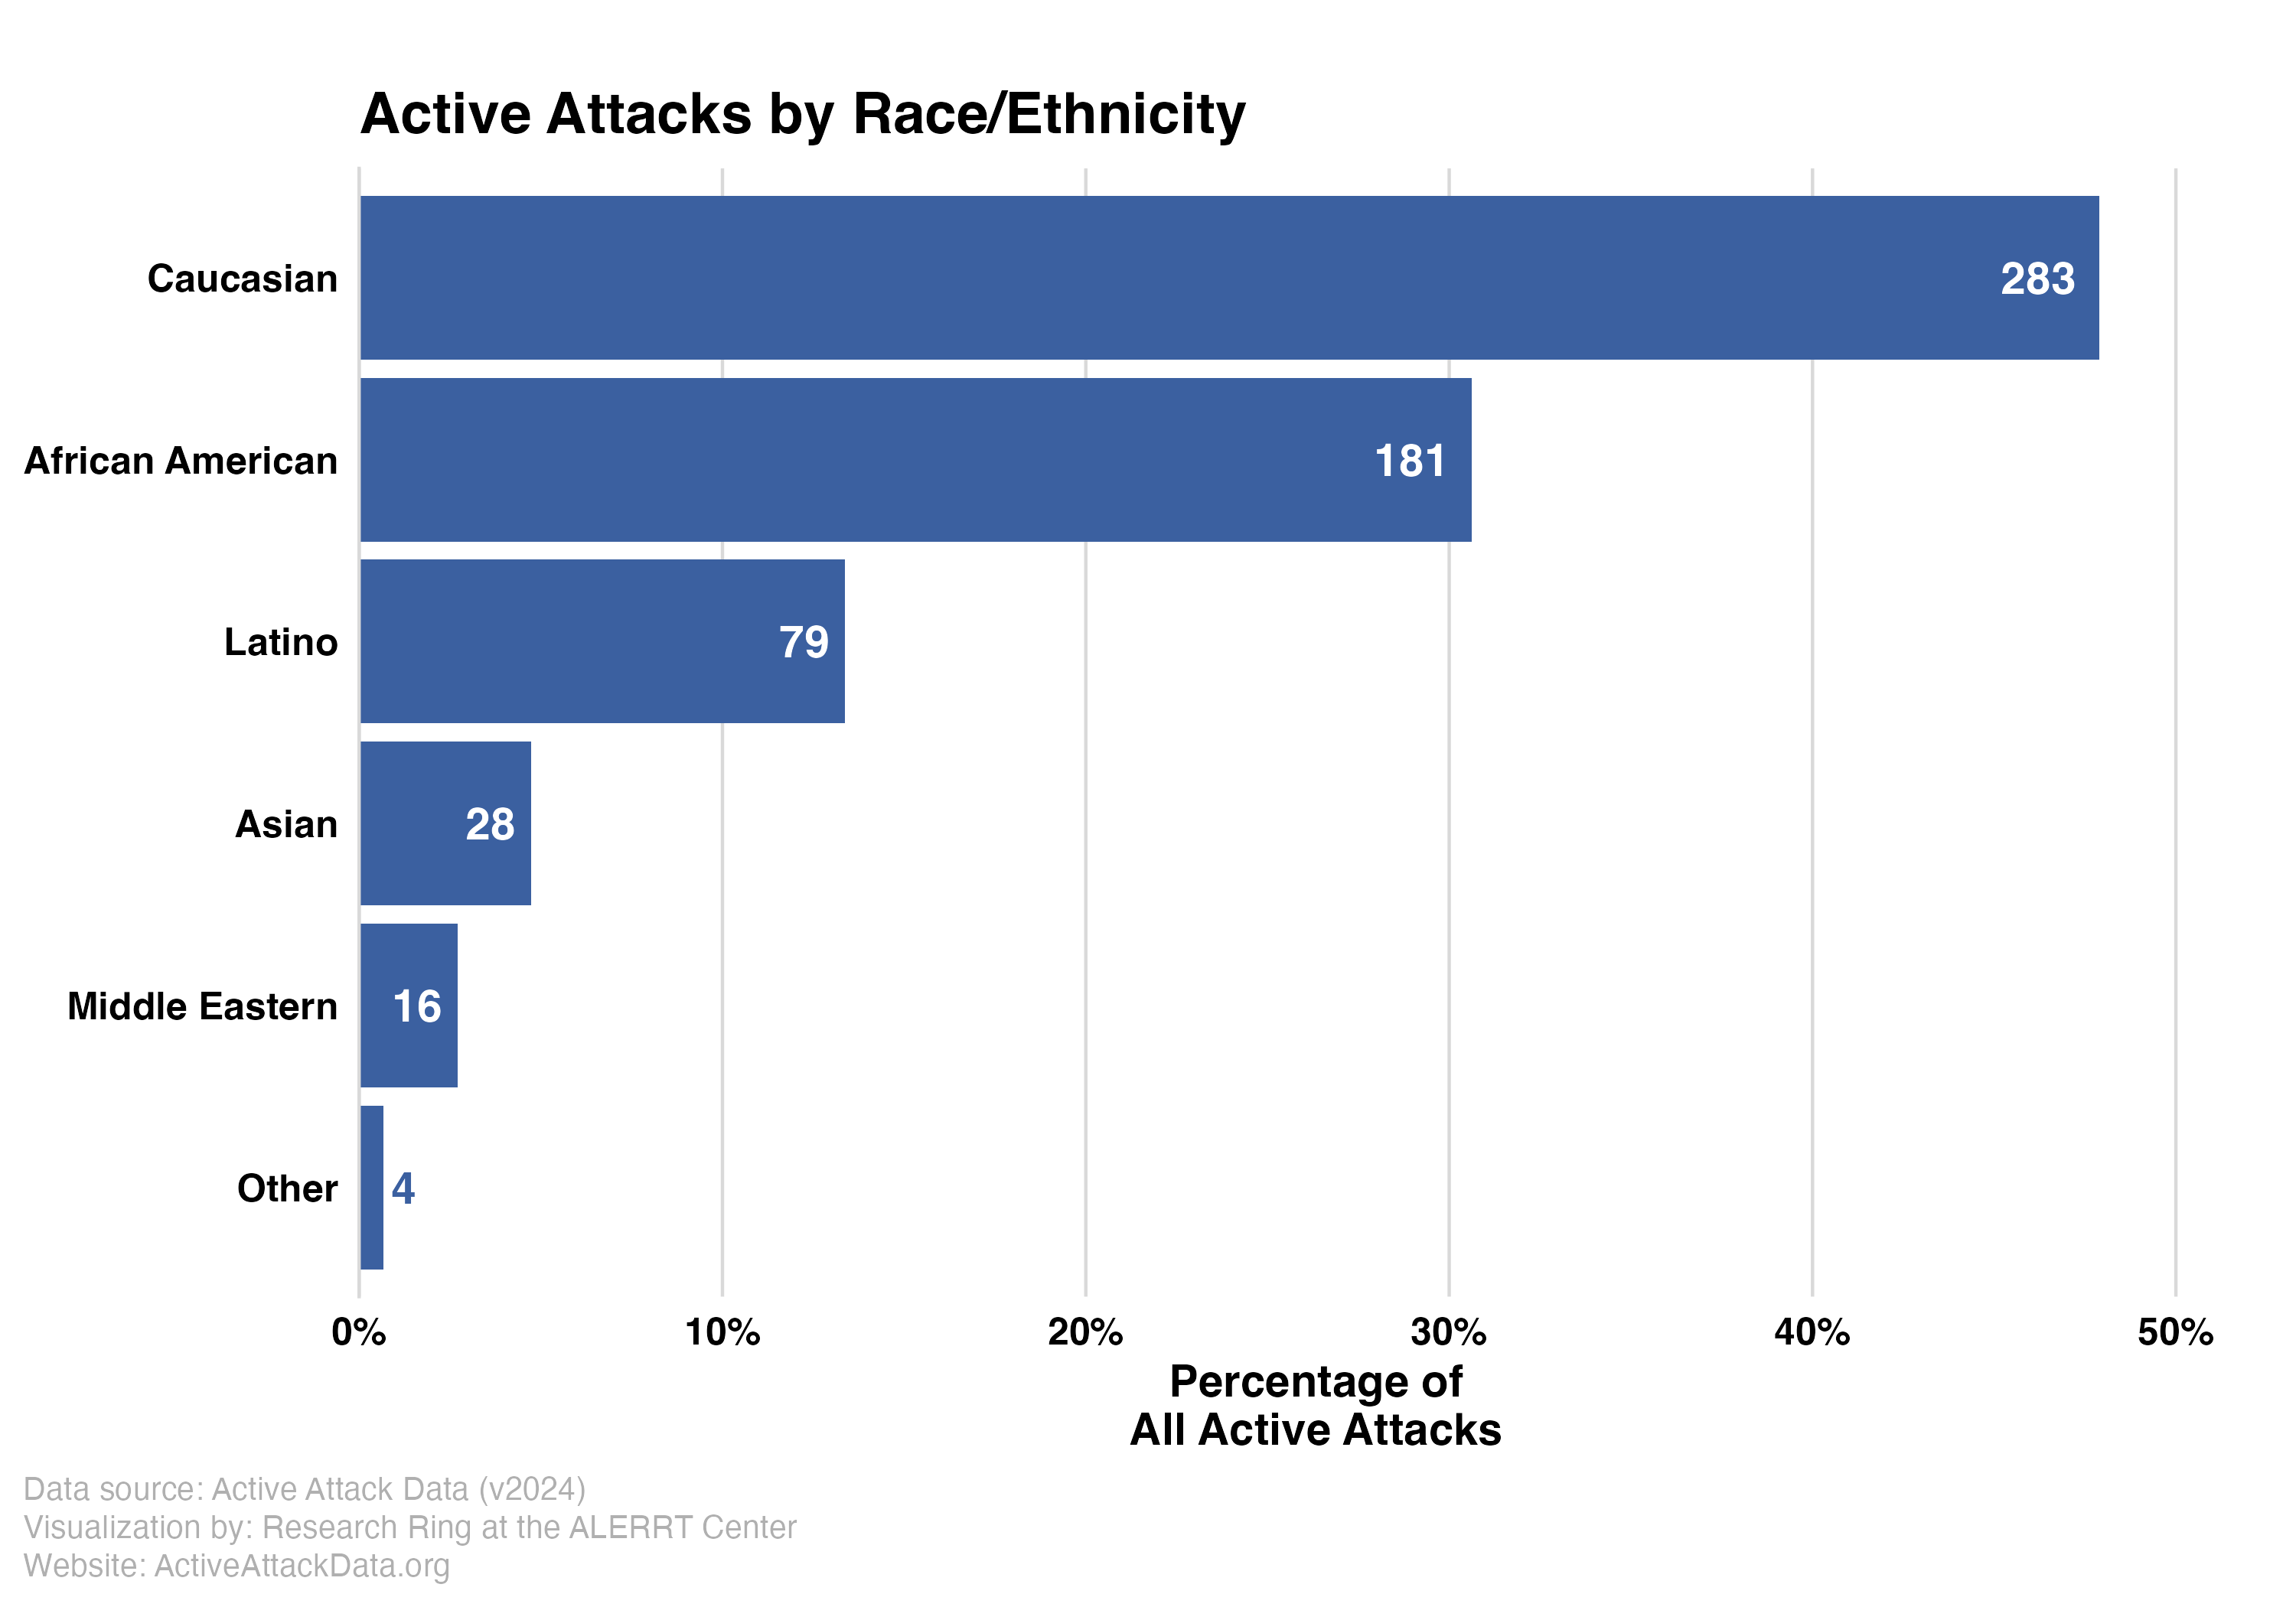 Active Attacks by Race/Ethnicity
Caucasian
283
African American
181
Latino
79
Asian
28
Middle Eastern
16
Other
4
0%
10%
20%
30%
40%
50%
Percentage of
All Active Attacks
Data source: Active Attack Data (v2024)
Visualization by: Research Ring at the ALERRT Center
Website: ActiveAttackData.org